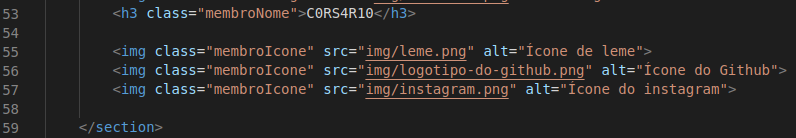 53 <h3 class="membroNome">C0RS4R10</h3>
54
55 <img class="membroIcone" src="img/leme.png" alt="Ícone de leme">
56 <img class="membroIcone" src="img/logotipo-do-github.png" alt="Ícone do Github">
57 <img class="membroIcone" src="img/instagram.png" alt="Ícone do instagram">
58
59 </section>